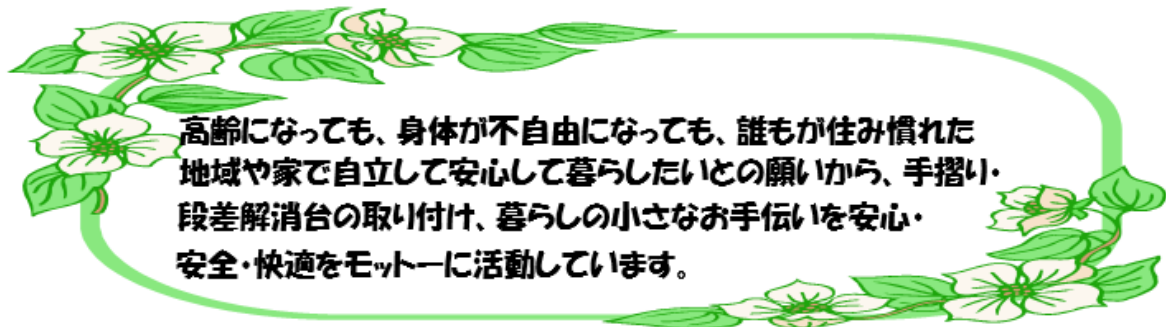 高齢になっても、身体が不自由になっても、誰もが住み慣れた
地域や家で自立して安心して暮らしたいとの願いから、手摺り・
段差解消台の取り付け、暮らしの小さなお手伝いを安心・
安全・快適をモットーに活動しています。